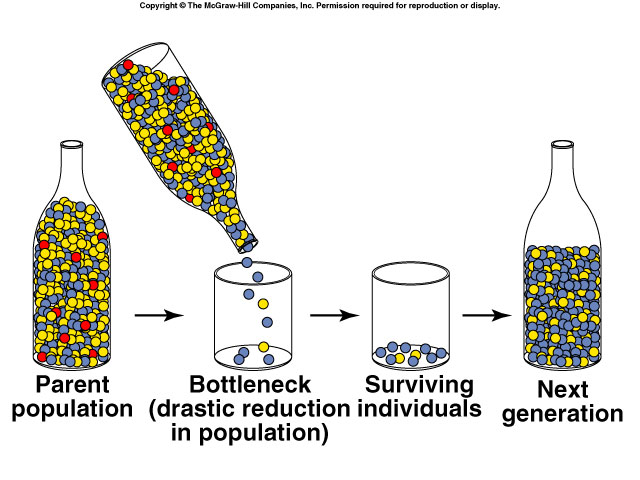 Copyright © The McGraw-Hill Companies, Inc. Permission required for reproduction or display.
Parent
population
Bottleneck
(drastic reduction
in population)
Surviving
individuals
Next
generation